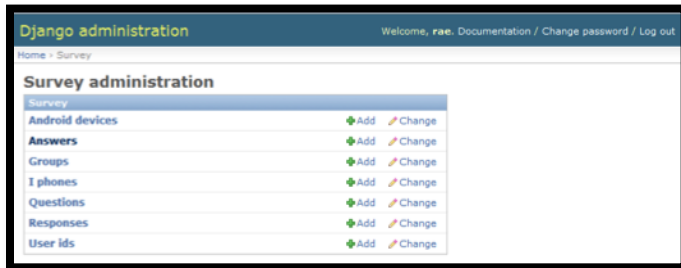 Django administration
Welcome, rae. Documentation / Change password / Log out
Home › Survey
Survey administration
Survey
Android devices Add Change
Answers Add Change
Groups Add Change
I phones Add Change
Questions Add Change
Responses Add Change
User ids Add Change